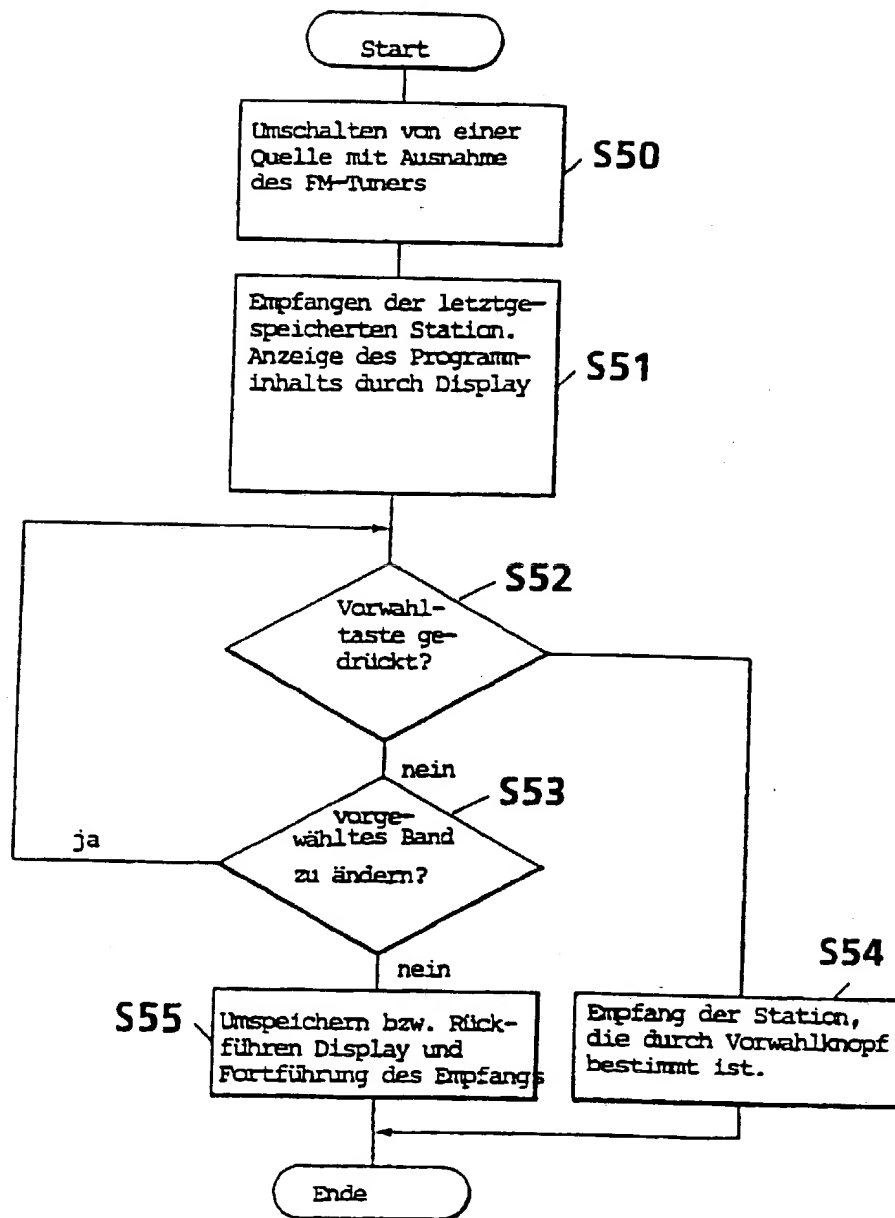 Start
Umschalten von einer
Quelle mit Ausnahme
des FM-Tuners
S50
Empfangen der letztge-
speicherten Station.
Anzeige des Programm-
inhalts durch Display
S51
S52
Vorwahl-
taste ge-
drückt?
nein
S53
vorge-
wähltes Band
zu ändern?
ja
nein
S54
S55
Umspeichern bzw. Rück-
führen Display und
Fortführung des Empfangs
Empfang der Station,
die durch Vorwahlknopf
bestimmt ist.
Ende